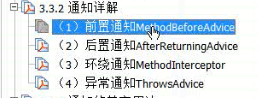 3.3.2 通知详解
（1）前置通知MethodBeforeAdvice
（2）后置通知AfterReturningAdvice
（3）环绕通知MethodInterceptor
（4）异常通知ThrowsAdvice